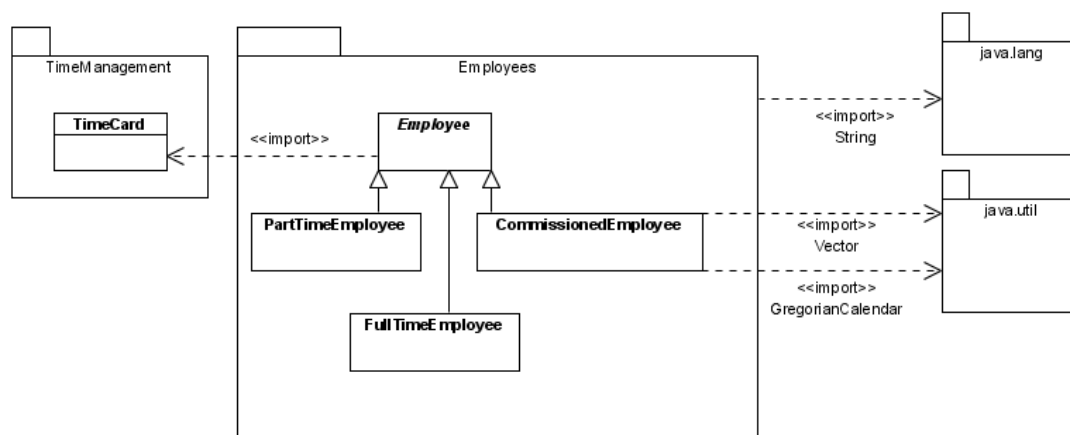 TimeManagement
TimeCard
<<import>>
Employees
Employee
PartTimeEmployee
CommissionedEmployee
FullTimeEmployee
java.lang
<<import>>
String
java.util
<<import>>
Vector
<<import>>
GregorianCalendar